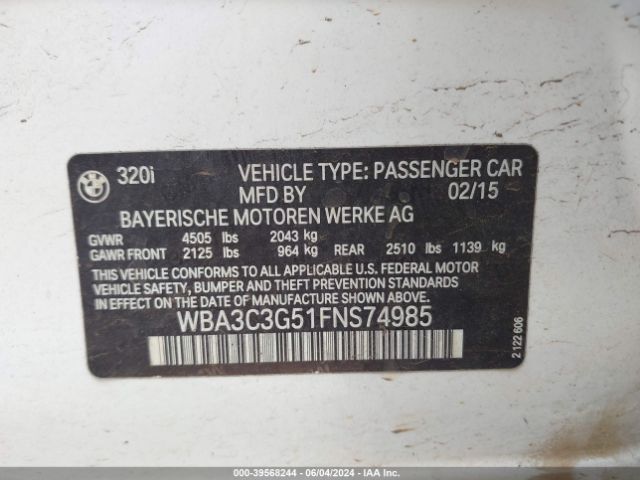 320i VEHICLE TYPE: PASSENGER CAR
MFD BY 02/15
BAYERISCHE MOTOREN WERKE AG
GVWR 4505 lbs 2043 kg
GAWR FRONT 2125 lbs 964 kg REAR 2510 lbs 1139 kg
THIS VEHICLE CONFORMS TO ALL APPLICABLE U.S. FEDERAL MOTOR
VEHICLE SAFETY, BUMPER AND THEFT PREVENTION STANDARDS
IN EFFECT ON THE DATE OF MANUFACTURE SHOWN ABOVE.
WBA3C3G51FNS74985
2 122 606
000-39568244 - 06/04/2024 - IAA Inc.